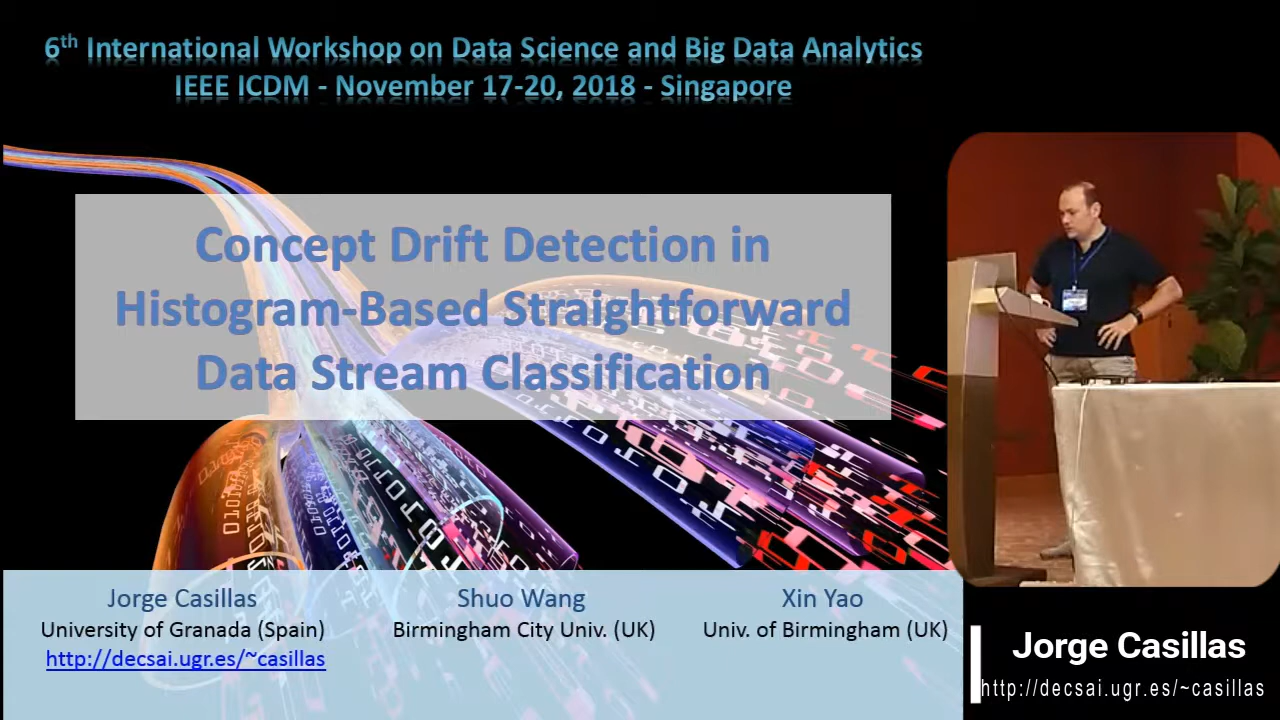 6th International Workshop on Data Science and Big Data Analytics
IEEE ICDM - November 17-20, 2018 - Singapore
Concept Drift Detection in
Histogram-Based Straightforward
Data Stream Classification
Jorge Casillas
University of Granada (Spain)
http://decsai.ugr.es/~casillas
Shuo Wang
Birmingham City Univ. (UK)
Xin Yao
Univ. of Birmingham (UK)
Jorge Casillas
http://decsai.ugr.es/~casillas